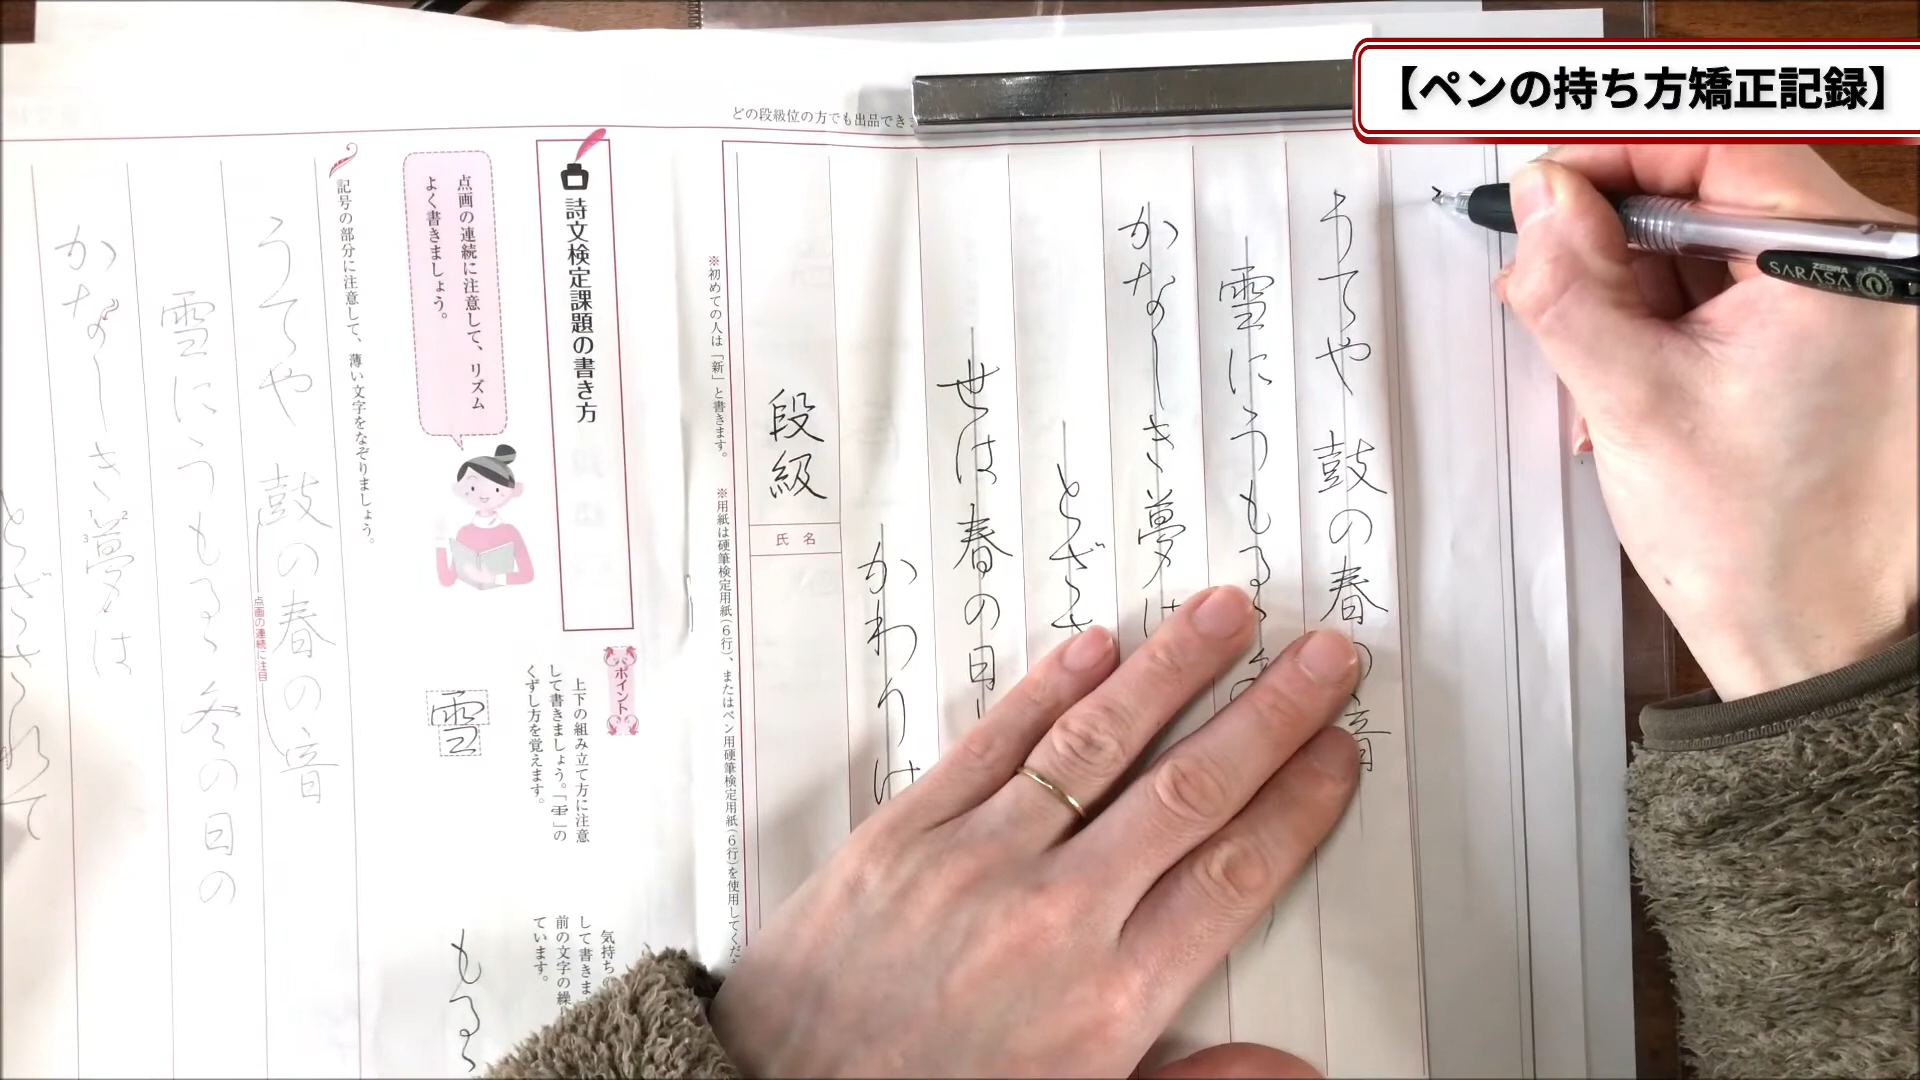 【ペンの持ち方矯正記録】
ZEBRA
SARASA
どの段級位の方でも出品でき
うてや 鼓の春の音
雪にうもるゝ冬の
かなしき夢は
とざさ
世は春の日
かわりは
段級
氏名
※初めての人は「新」と書きます。
※用紙は硬筆検定用紙(6行)、またはペン用硬筆検定用紙(6行)を使用してくだ
詩文検定課題の書き方
ポイント
上下の組み立て方に注意
して書きましょう。「雪」の
くずし方を覚えます。
雪
気持ち
して書きま
前の文字の
ています。
もるゝ
点画の連続に注意して、リズム
よく書きましょう。
記号の部分に注意して、薄い文字をなぞりましょう。
うてや 鼓の春の音
点画の連続に注目
雪にうもるゝ冬の日の
かなしき夢は
1 2
3
とざされて